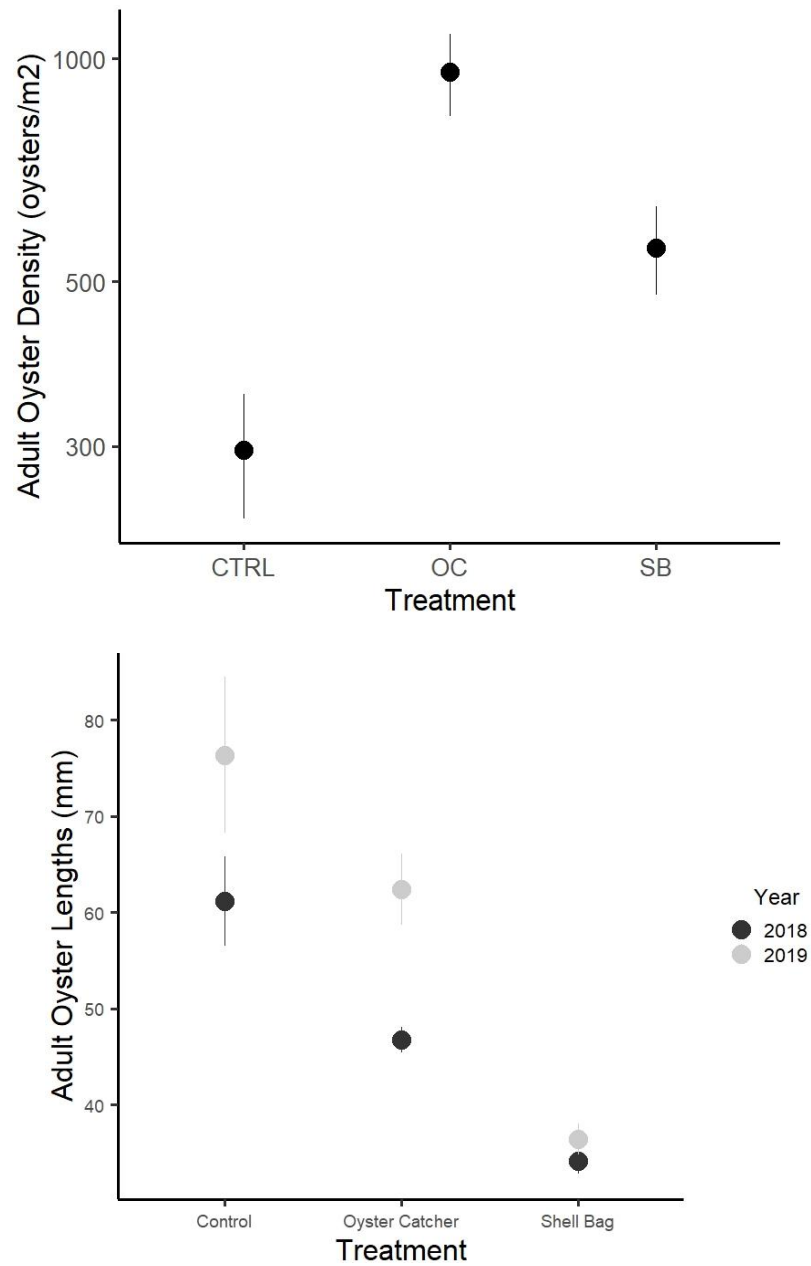 Adult Oyster Density (oysters/m2)
1000
500
300
CTRL OC SB
Treatment
Adult Oyster Lengths (mm)
80
70
60
50
40
Control Oyster Catcher Shell Bag
Treatment
Year
2018
2019